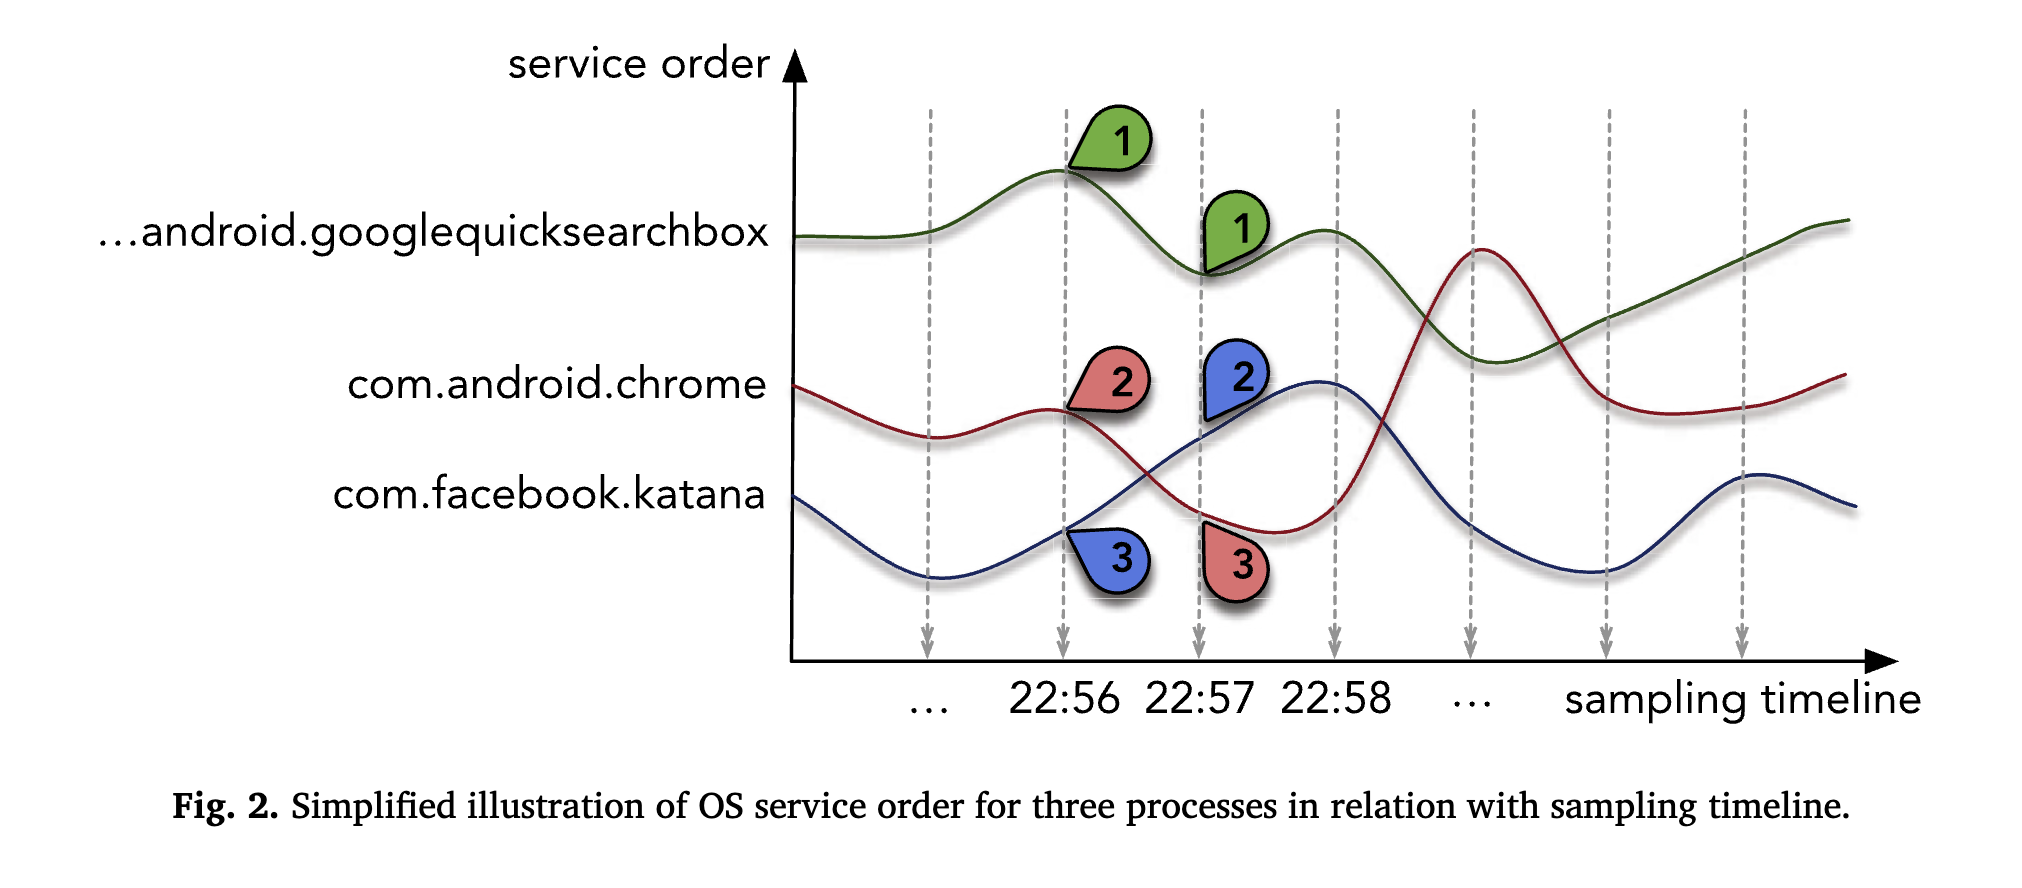 service order
1
1
…android.googlequicksearchbox
2
2
com.android.chrome
com.facebook.katana
3
3
… 22:56 22:57 22:58 … sampling timeline
Fig. 2. Simplified illustration of OS service order for three processes in relation with sampling timeline.